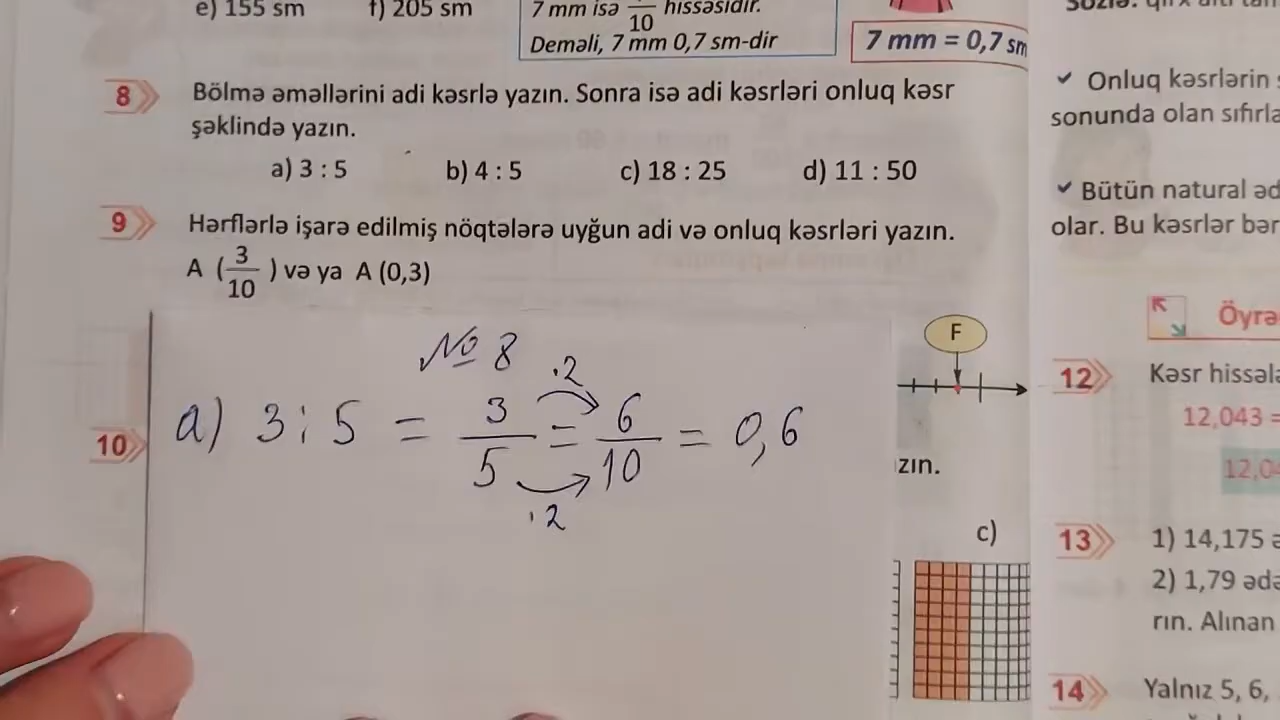 e) 155 sm f) 205 sm
7 mm isə 10 hissəsidir.
Deməli, 7 mm 0,7 sm-dir
7 mm = 0,7 sm
8 Bölmə əməllərini adi kəsrlə yazın. Sonra isə adi kəsrləri onluq kəsr
şəklində yazın.
a) 3 : 5 b) 4 : 5 c) 18 : 25 d) 11 : 50
9 Hərflərlə işarə edilmiş nöqtələrə uyğun adi və onluq kəsrləri yazın.
A (3/10) və ya A (0,3)
F
№ 8
a) 3 : 5 = 3/5 = 6/10 = 0,6
·2
·2
10
zın.
c)
Onluq kəsrlərin
sonunda olan sıfırla
Bütün natural əd
olar. Bu kəsrlər bər
Öyrə
12 Kəsr hissələ
12,043 =
12,04
13 1) 14,175 ə
2) 1,79 ədə
rın. Alınan
14 Yalnız 5, 6,